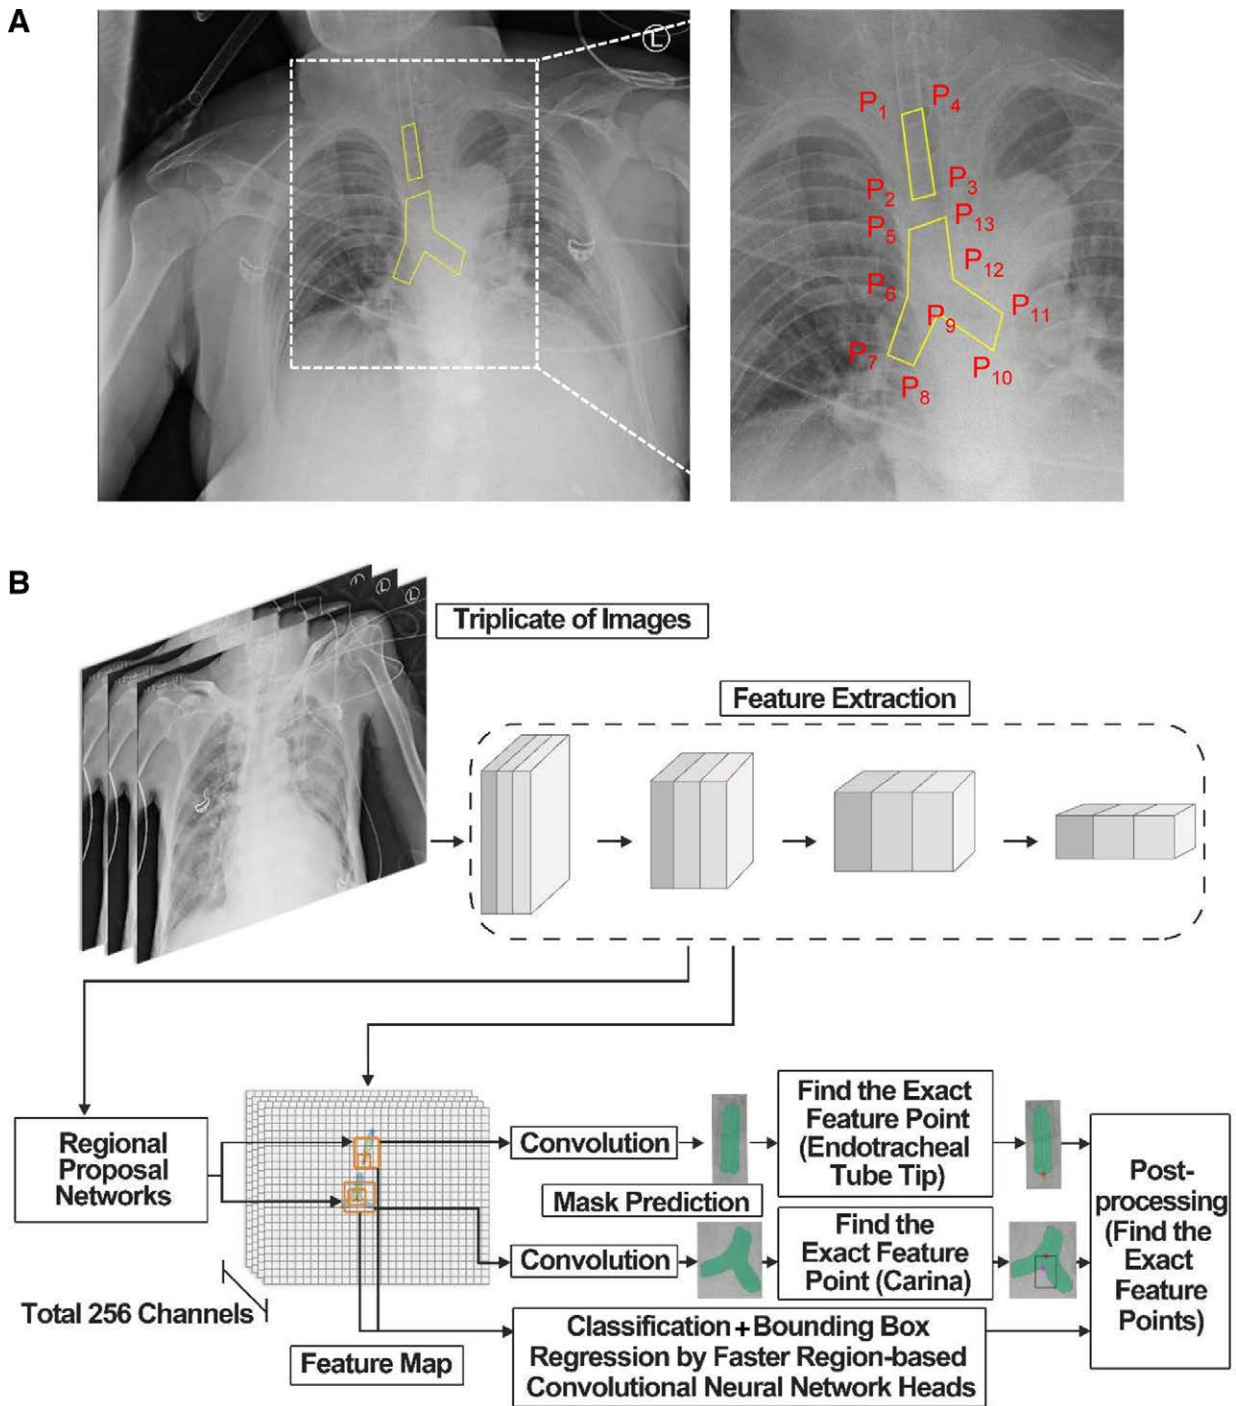 A
L
P1
P4
P2
P3
P5
P13
P6
P12
P9
P11
P7
P10
P8
B
L
L
Triplicate of Images
Feature Extraction
Regional
Proposal
Networks
Total 256 Channels
Feature Map
Convolution
Mask Prediction
Convolution
Find the Exact
Feature Point
(Endotracheal
Tube Tip)
Find the
Exact Feature
Point (Carina)
Classification+Bounding Box
Regression by Faster Region-based
Convolutional Neural Network Heads
Post-
processing
(Find the
Exact
Feature
Points)